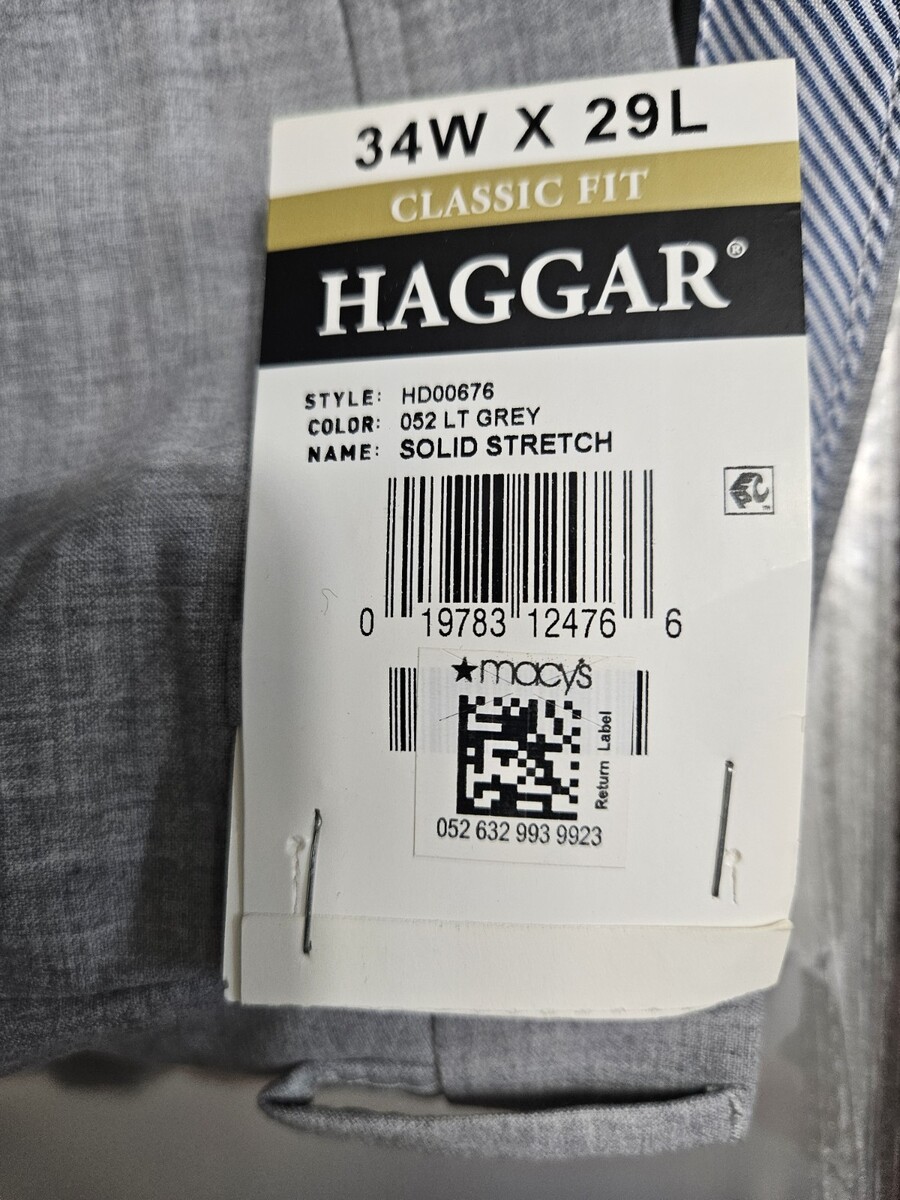 34W X 29L
CLASSIC FIT
HAGGAR®
STYLE: HD00676
COLOR: 052 LT GREY
NAME: SOLID STRETCH
0 19783 12476 6
★macy's
Return Label
052 632 993 9923